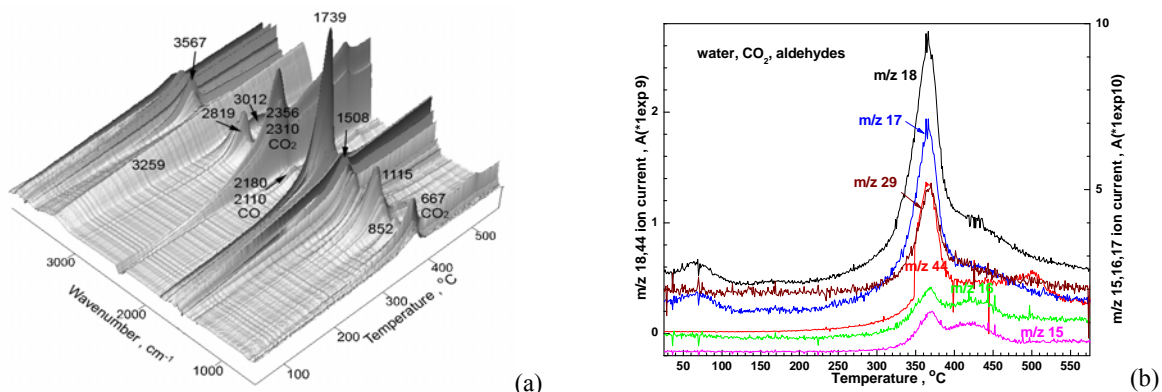 1739
3567
3012
2819
2356
2310
CO₂
1508
3259
2180
2110
CO
1115
667
CO₂
852
3000
2000
1000
Wavenumber , cm⁻¹
100
200
300
400
500
Temperature , °C
(a)
water, CO₂, aldehydes
m/z 18
m/z 17
m/z 29
m/z 44
m/z 16
m/z 15
m/z 18,44 ion current , A(*1exp 9)
0
1
2
m/z 15,16,17 ion current , A(*1exp10)
5
10
50 100 150 200 250 300 350 400 450 500 550
Temperature , °C
(b)